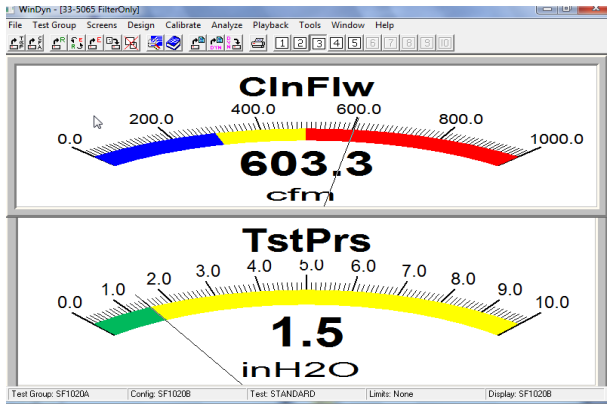 WinDyn - [33-5065 FilterOnly]
File Test Group Screens Design Calibrate Analyze Playback Tools Window Help
1 2 3 4 5 6 7 8 9 10
ClnFlw
0.0 200.0 400.0 600.0 800.0 1000.0
603.3
cfm
TstPrs
0.0 1.0 2.0 3.0 4.0 5.0 6.0 7.0 8.0 9.0 10.0
1.5
inH2O
Test Group: SF1020A Config: SF1020B Test: STANDARD Limits: None Display: SF1020B